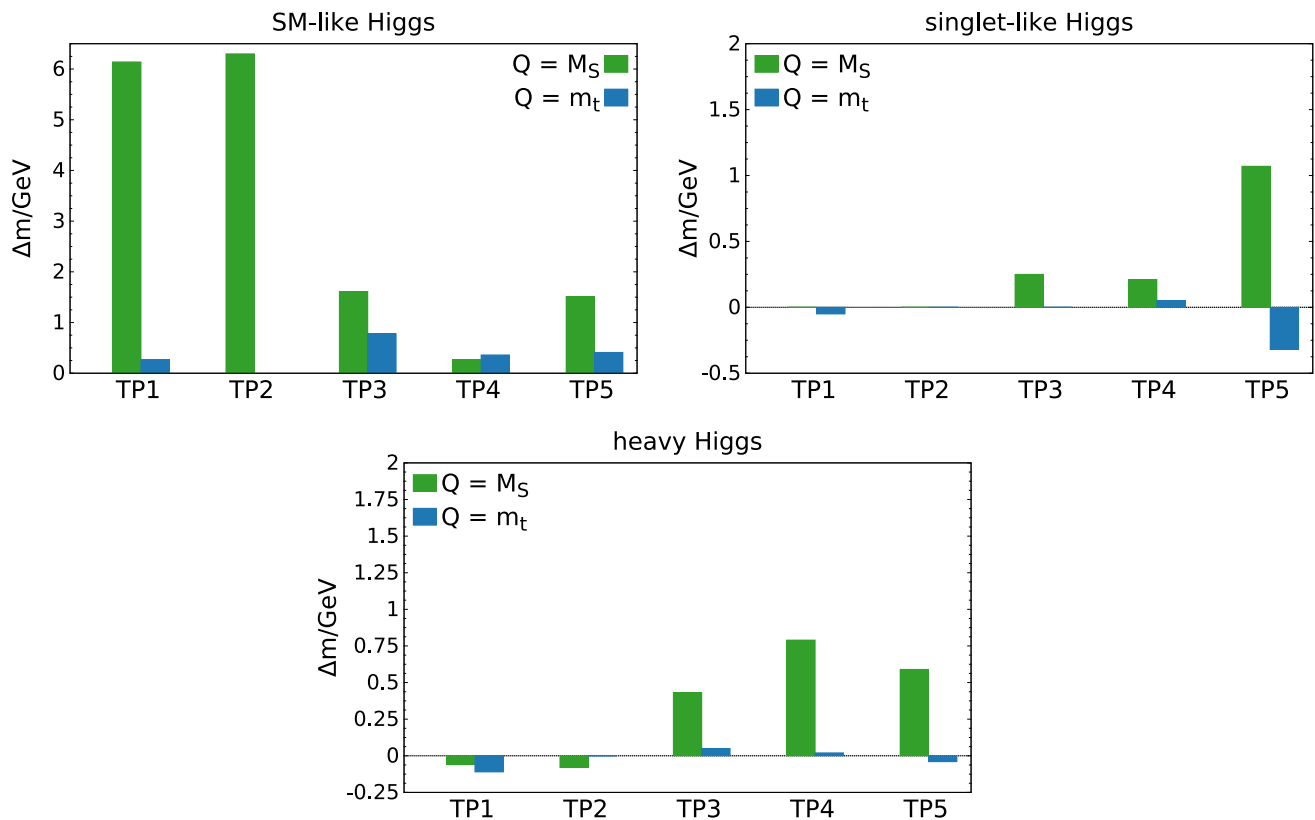 SM-like Higgs
Δm/GeV
6
5
4
3
2
1
0
Q = M_S
Q = m_t
TP1 TP2 TP3 TP4 TP5
singlet-like Higgs
Δm/GeV
2
1.5
1
0.5
0
-0.5
Q = M_S
Q = m_t
TP1 TP2 TP3 TP4 TP5
heavy Higgs
Δm/GeV
2
1.75
1.5
1.25
1
0.75
0.5
0.25
0
-0.25
Q = M_S
Q = m_t
TP1 TP2 TP3 TP4 TP5